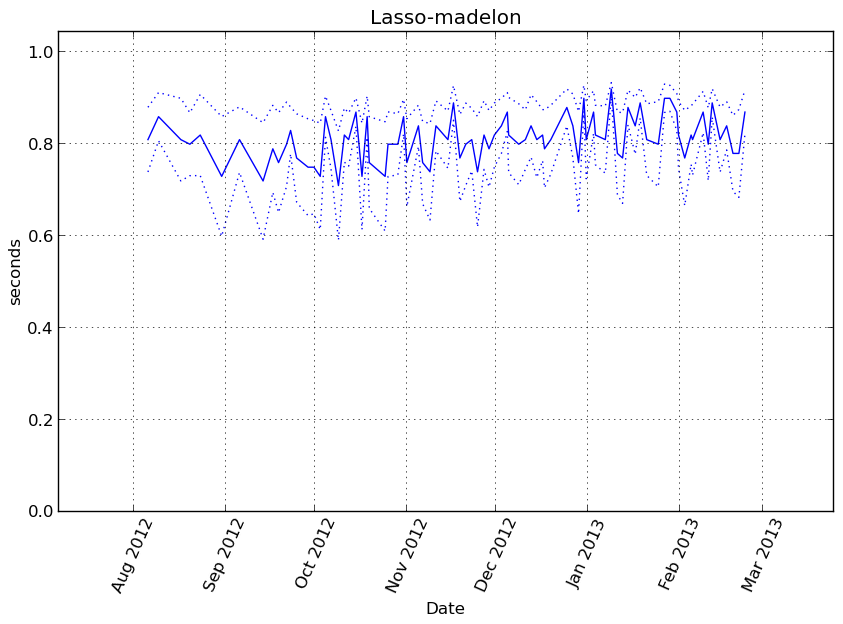 Lasso-madelon
1.0
0.8
0.6
0.4
0.2
0.0
seconds
Aug 2012
Sep 2012
Oct 2012
Nov 2012
Dec 2012
Jan 2013
Feb 2013
Mar 2013
Date